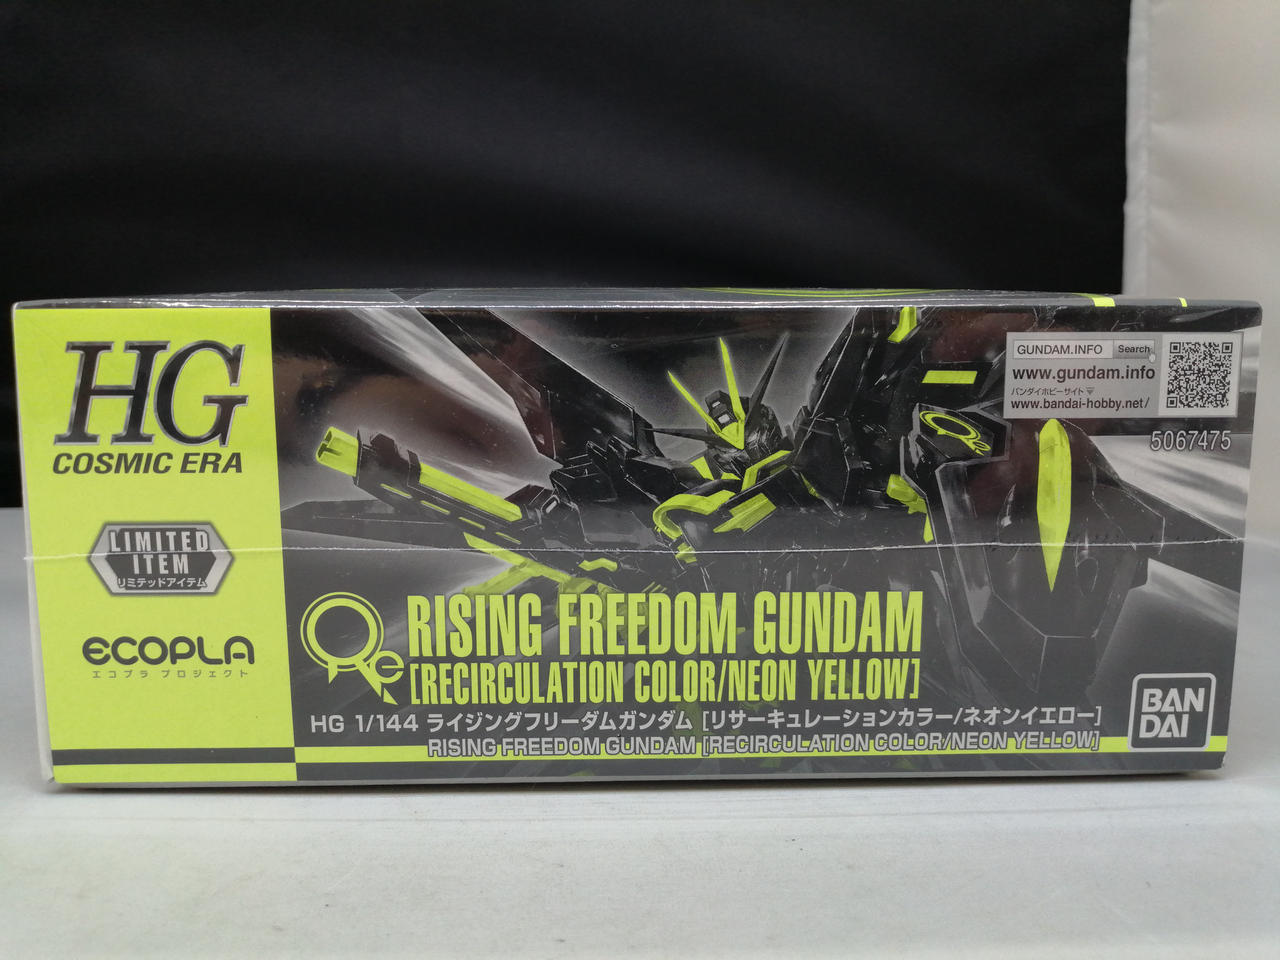 HG
COSMIC ERA
LIMITED
ITEM
リミテッドアイテム
ECOPLA
エコプラ プロジェクト
GUNDAM.INFO Search
www.gundam.info
バンダイホビーサイト
www.bandai-hobby.net/
5067475
Re
Re
RISING FREEDOM GUNDAM
[RECIRCULATION COLOR/NEON YELLOW]
HG 1/144 ライジングフリーダムガンダム [リサーキュレーションカラー/ネオンイエロー]
RISING FREEDOM GUNDAM [RECIRCULATION COLOR/NEON YELLOW]
BAN
DAI